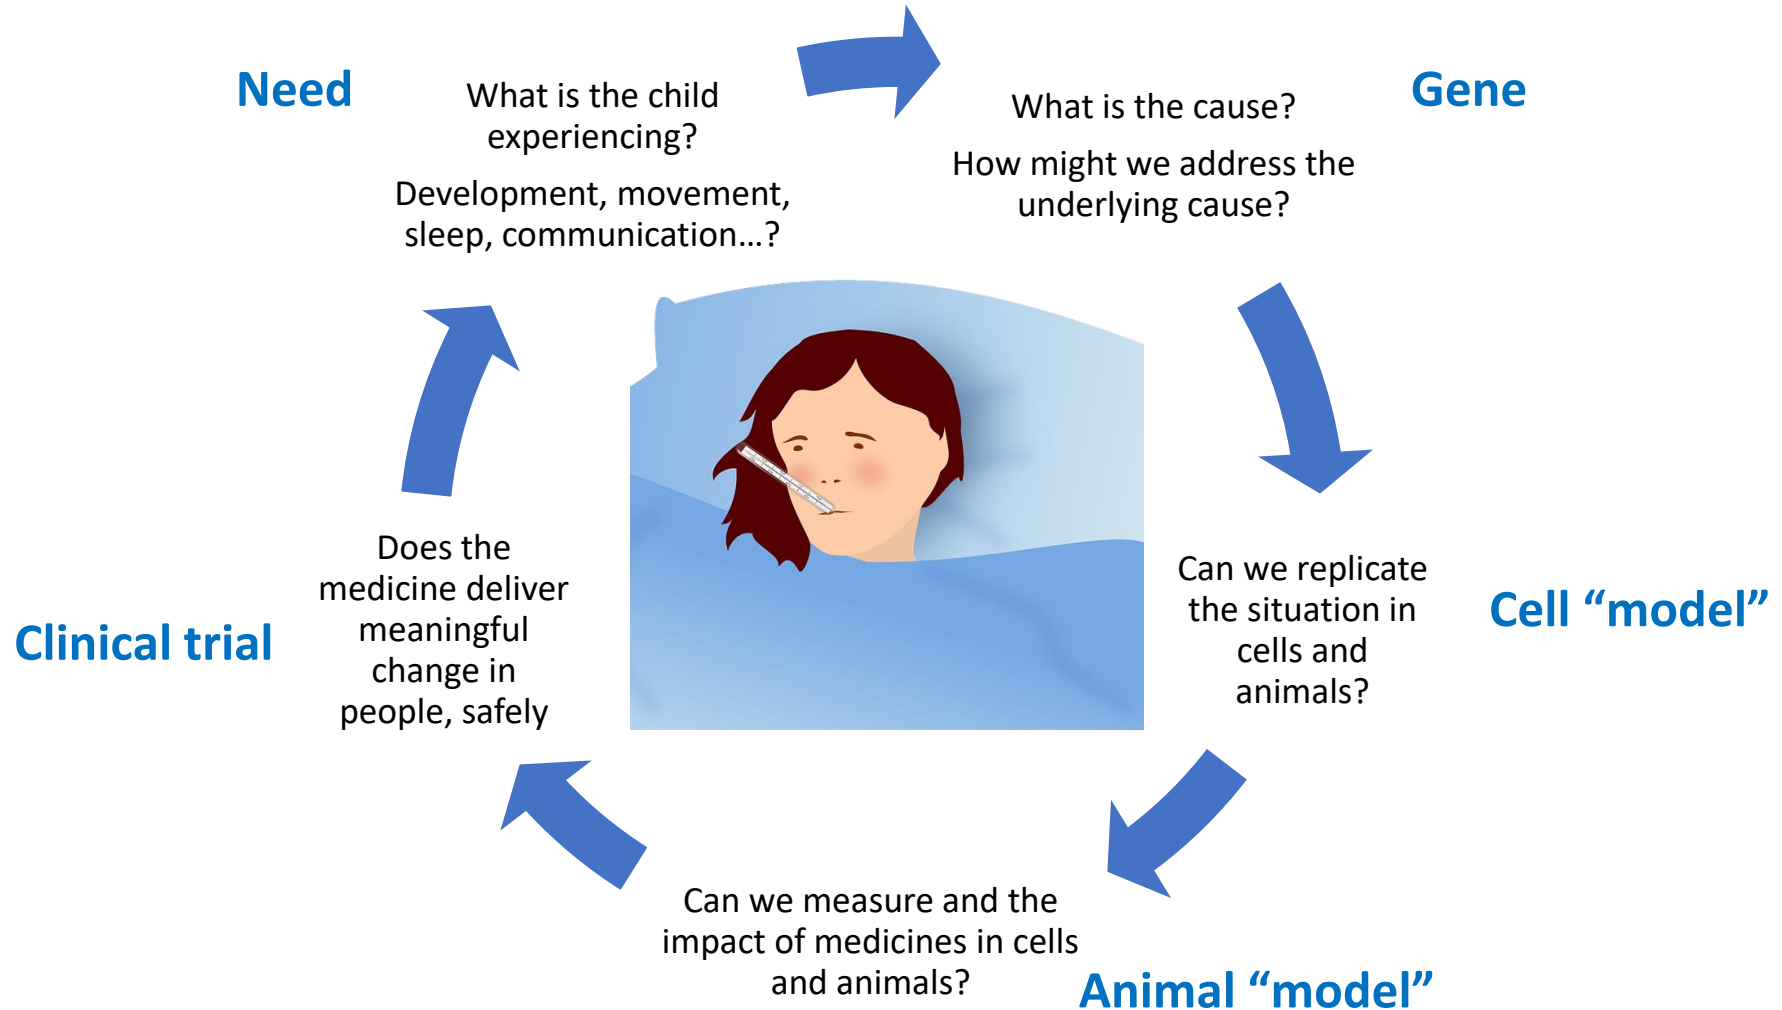 Need
What is the child
experiencing?
Development, movement,
sleep, communication...?
What is the cause?
How might we address the
underlying cause?
Gene
Can we replicate
the situation in
cells and
animals?
Cell “model”
Can we measure and the
impact of medicines in cells
and animals?
Animal “model”
Does the
medicine deliver
meaningful
change in
people, safely
Clinical trial